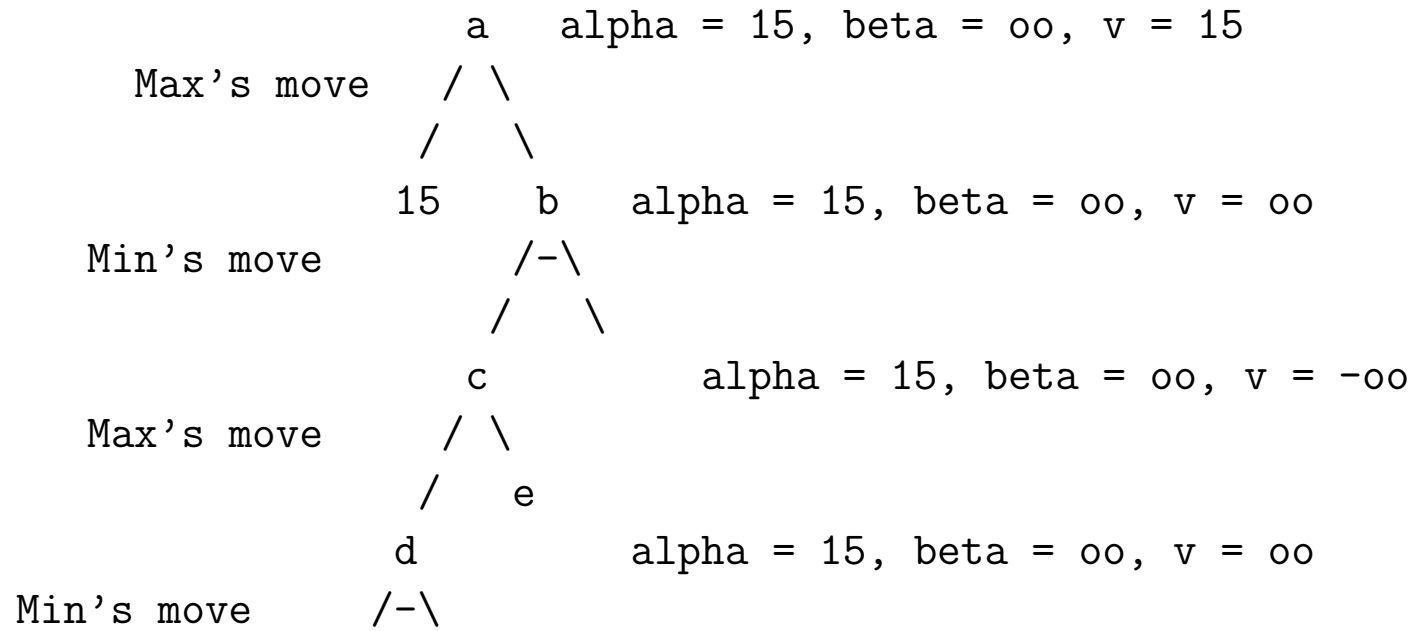 a alpha = 15, beta = oo, v = 15
Max's move / \
/ \
15 b alpha = 15, beta = oo, v = oo
Min's move /-\
/ \
c alpha = 15, beta = oo, v = -oo
Max's move / \
/ e
d alpha = 15, beta = oo, v = oo
Min's move /-\